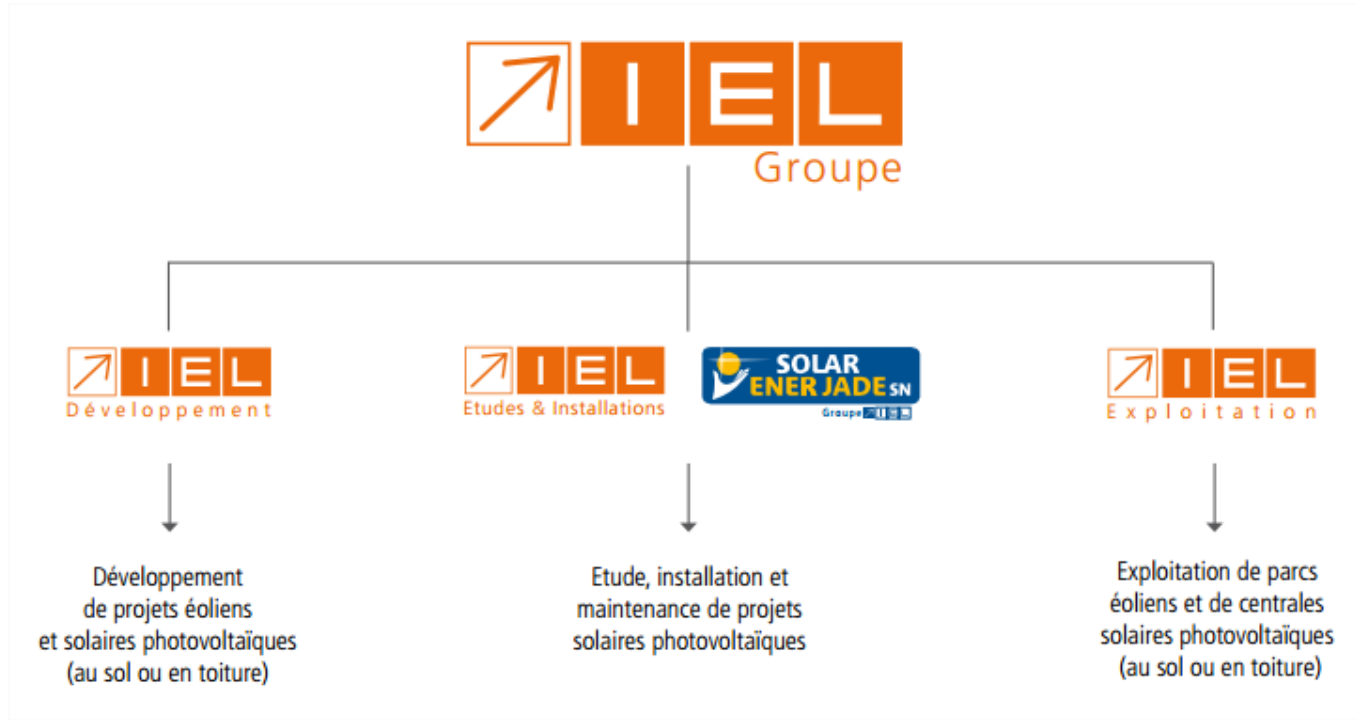 IEL
Groupe
IEL
Développement
IEL
Etudes & Installations
SOLAR
ENERJADE SN
Groupe IEL
IEL
Exploitation
Développement
de projets éoliens
et solaires photovoltaïques
(au sol ou en toiture)
Etude, installation et
maintenance de projets
solaires photovoltaïques
Exploitation de parcs
éoliens et de centrales
solaires photovoltaïques
(au sol ou en toiture)